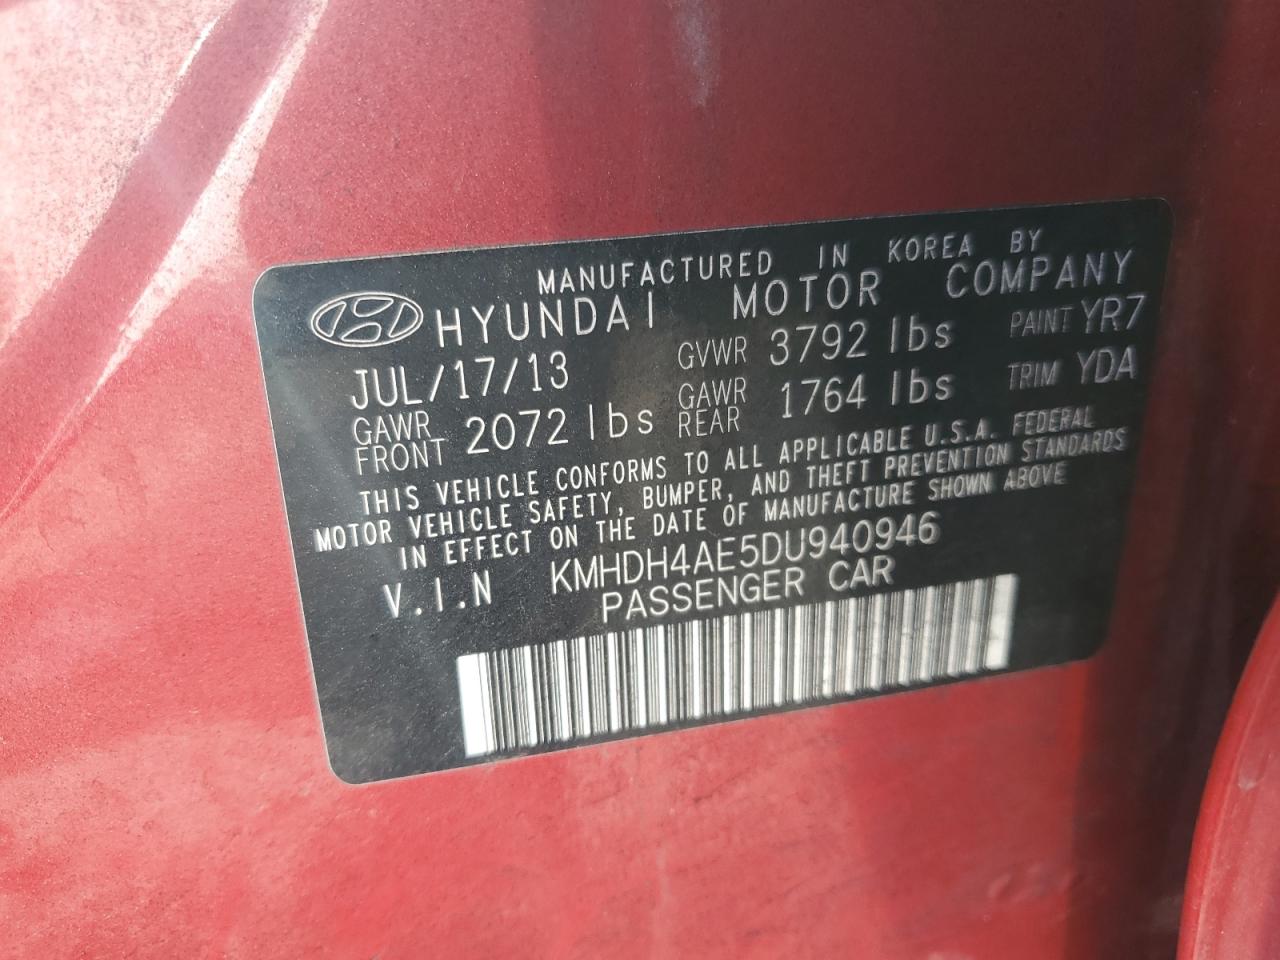 MANUFACTURED IN KOREA BY
HYUNDAI MOTOR COMPANY
JUL/17/13 GVWR 3792 lbs PAINT YR7
GAWR FRONT 2072 lbs GAWR REAR 1764 lbs TRIM YDA
THIS VEHICLE CONFORMS TO ALL APPLICABLE U.S.A. FEDERAL
MOTOR VEHICLE SAFETY, BUMPER, AND THEFT PREVENTION STANDARDS
IN EFFECT ON THE DATE OF MANUFACTURE SHOWN ABOVE
V.I.N KMHDH4AE5DU940946
PASSENGER CAR